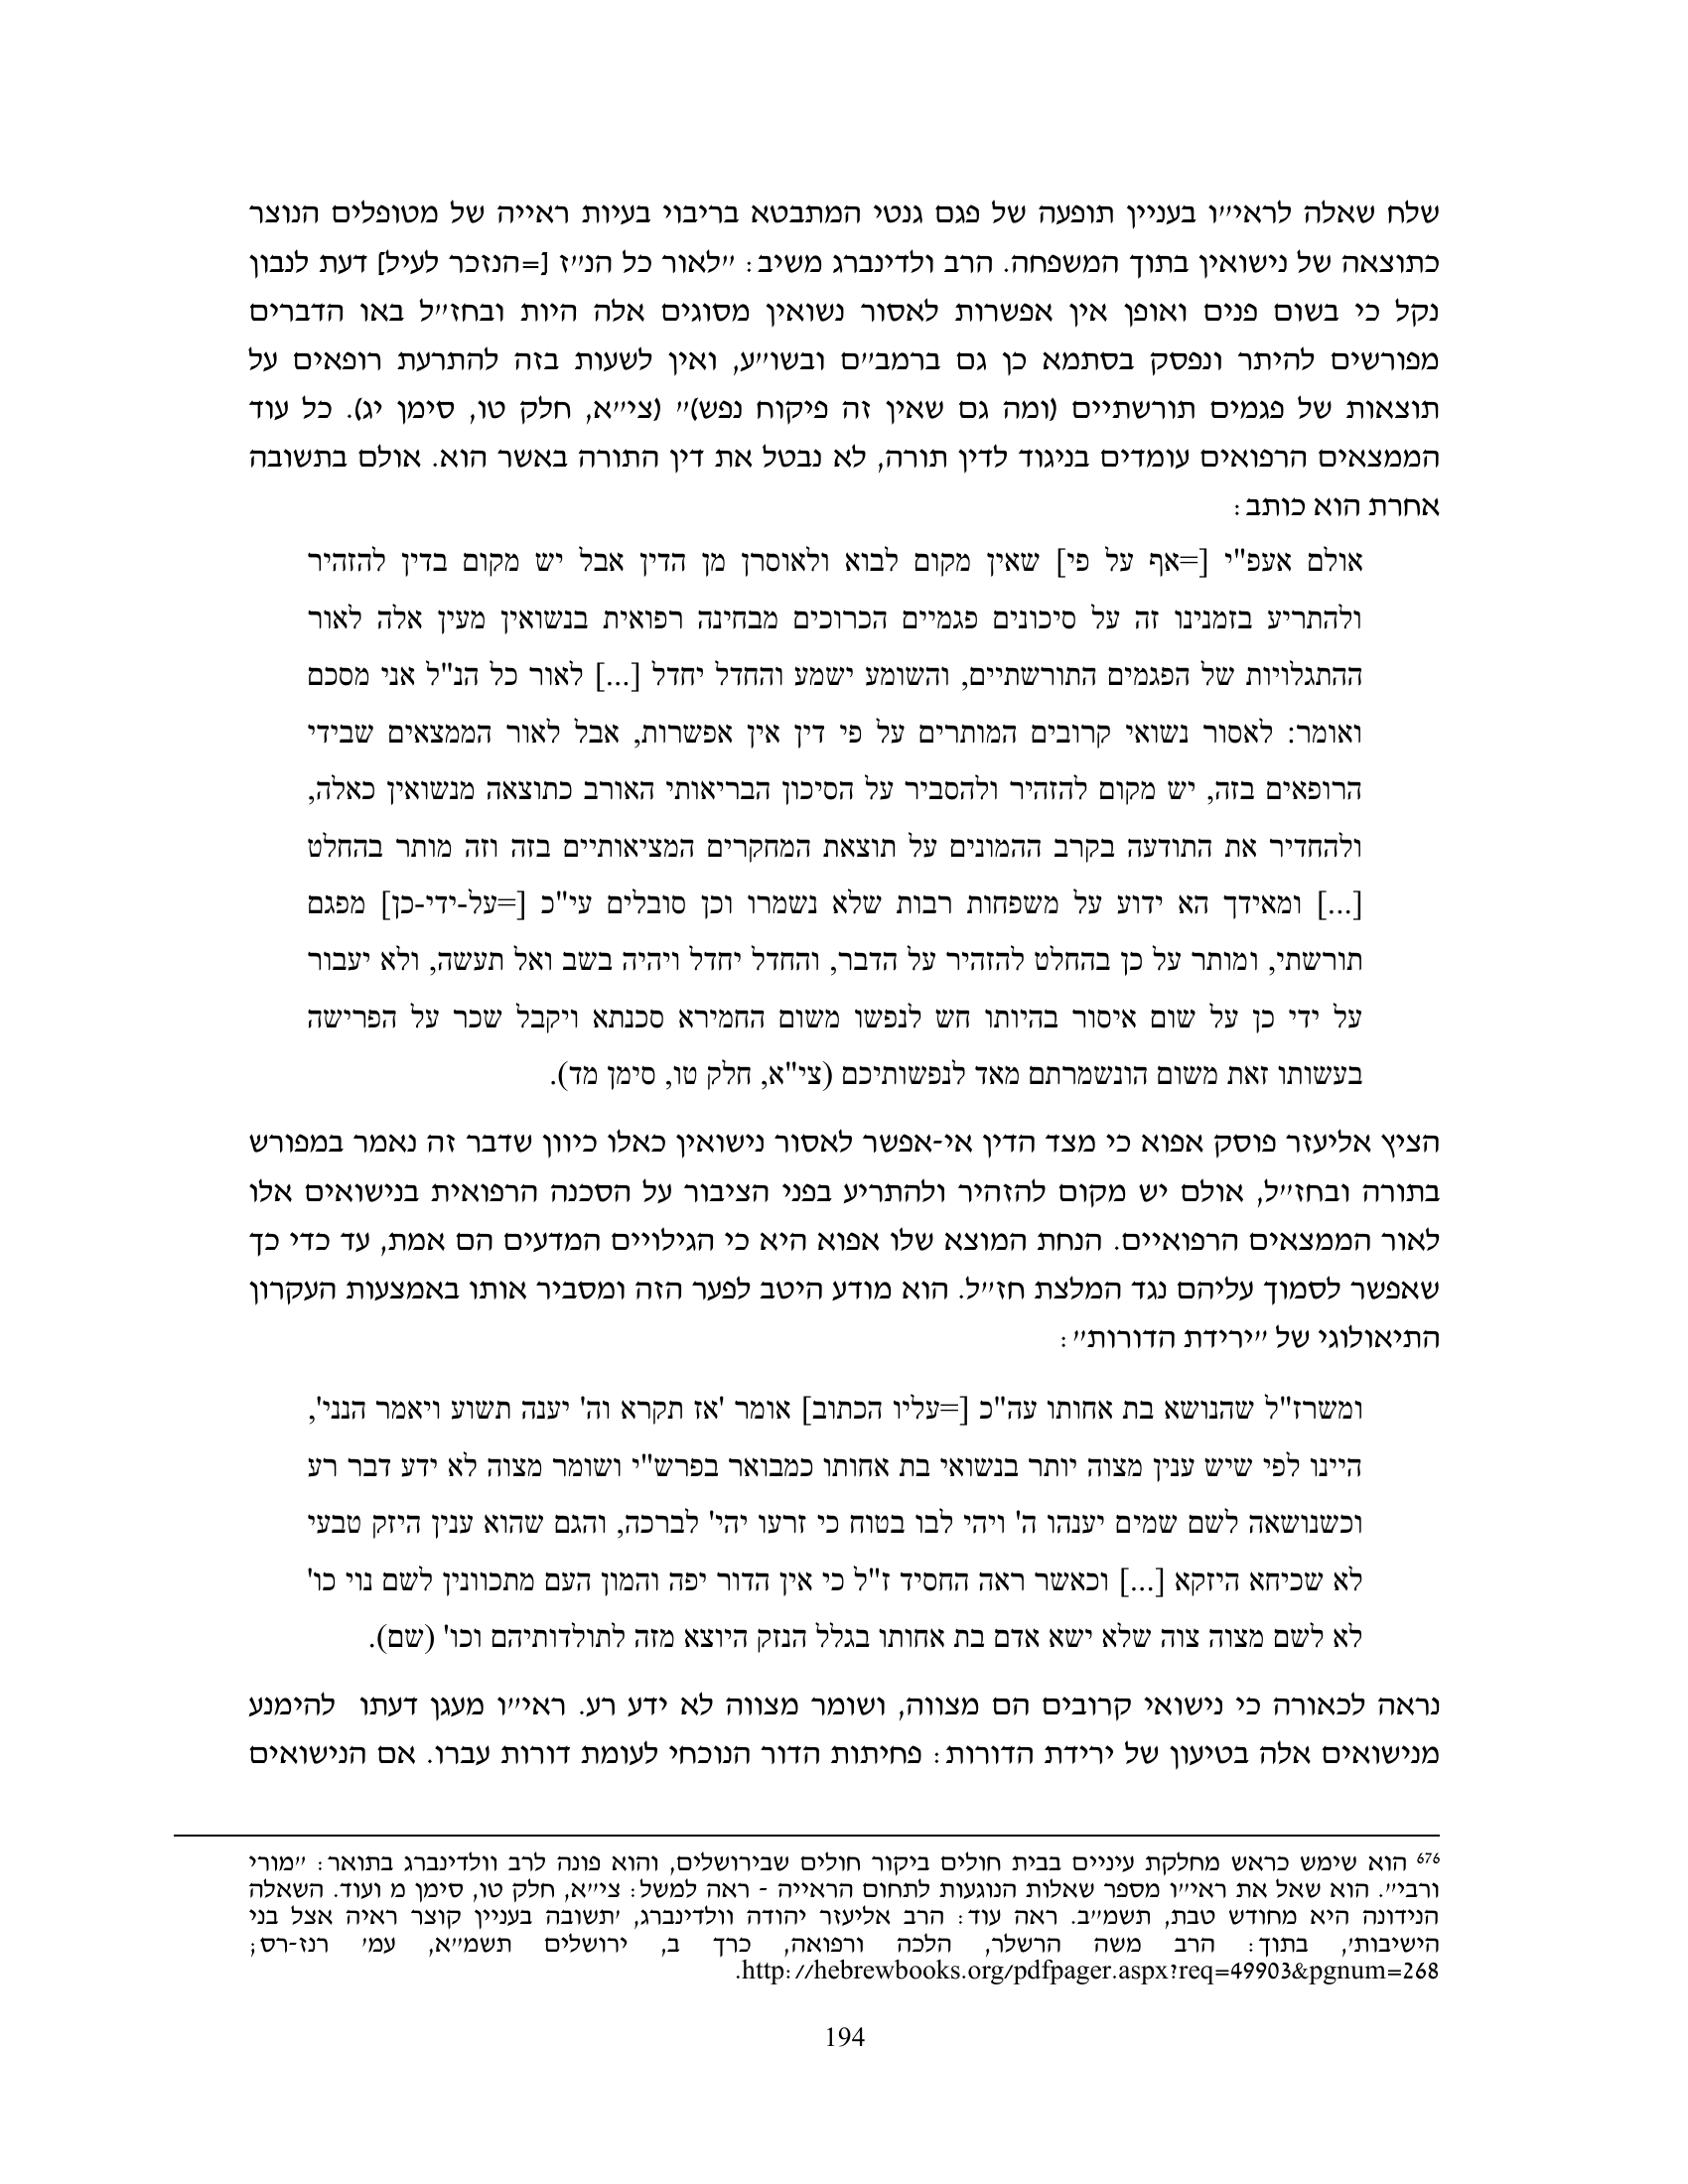 שלח שאלה לראי״ו בעניין תופעה של פגם גנטי המתבטא בריבוי בעיות ראייה של מטופלים הנוצר
כתוצאה של נישואין בתוך המשפחה. הרב ולדינברג משיב: ״לאור כל הנ״ז [=הנזכר לעיל] דעת לנבון
נקל כי בשום פנים ואופן אין אפשרות לאסור נשואין מסוגים אלה היות ובחז״ל באו הדברים
מפורשים להיתר ונפסק בסתמא כן גם ברמב״ם ובשו״ע, ואין לשעות בזה להתרעת רופאים על
תוצאות של פגמים תורשתיים (ומה גם שאין זה פיקוח נפש)״ (צי״א, חלק טו, סימן יג). כל עוד
הממצאים הרפואים עומדים בניגוד לדין תורה, לא נבטל את דין התורה באשר הוא. אולם בתשובה
אחרת הוא כותב:
אולם אעפ"י [=אף על פי] שאין מקום לבוא ולאוסרן מן הדין אבל יש מקום בדין להזהיר
ולהתריע בזמנינו זה על סיכונים פגמיים הכרוכים מבחינה רפואית בנשואין מעין אלה לאור
ההתגלויות של הפגמים התורשתיים, והשומע ישמע והחדל יחדל [...] לאור כל הנ"ל אני מסכם
ואומר: לאסור נשואי קרובים המותרים על פי דין אין אפשרות, אבל לאור הממצאים שבידי
הרופאים בזה, יש מקום להזהיר ולהסביר על הסיכון הבריאותי האורב כתוצאה מנשואין כאלה,
ולהחדיר את התודעה בקרב ההמונים על תוצאת המחקרים המציאותיים בזה וזה מותר בהחלט
[...] ומאידך הא ידוע על משפחות רבות שלא נשמרו וכן סובלים עי"כ [=על-ידי-כן] מפגם
תורשתי, ומותר על כן בהחלט להזהיר על הדבר, והחדל יחדל ויהיה בשב ואל תעשה, ולא יעבור
על ידי כן על שום איסור בהיותו חש לנפשו משום החמירא סכנתא ויקבל שכר על הפרישה
בעשותו זאת משום הונשמרתם מאד לנפשותיכם (צי"א, חלק טו, סימן מד).
הציץ אליעזר פוסק אפוא כי מצד הדין אי-אפשר לאסור נישואין כאלו כיוון שדבר זה נאמר במפורש
בתורה ובחז״ל, אולם יש מקום להזהיר ולהתריע בפני הציבור על הסכנה הרפואית בנישואים אלו
לאור הממצאים הרפואיים. הנחת המוצא שלו אפוא היא כי הגילויים המדעים הם אמת, עד כדי כך
שאפשר לסמוך עליהם נגד המלצת חז״ל. הוא מודע היטב לפער הזה ומסביר אותו באמצעות העקרון
התיאולוגי של ״ירידת הדורות״:
ומשרז"ל שהנושא בת אחותו עה"כ [=עליו הכתוב] אומר 'אז תקרא וה' יענה תשוע ויאמר הנני',
היינו לפי שיש ענין מצוה יותר בנשואי בת אחותו כמבואר בפרש"י ושומר מצוה לא ידע דבר רע
וכשנושאה לשם שמים יענהו ה' ויהי לבו בטוח כי זרעו יהי' לברכה, והגם שהוא ענין היזק טבעי
לא שכיחא היזקא [...] וכאשר ראה החסיד ז"ל כי אין הדור יפה והמון העם מתכוונין לשם נוי כו'
לא לשם מצוה צוה שלא ישא אדם בת אחותו בגלל הנזק היוצא מזה לתולדותיהם וכו' (שם).
נראה לכאורה כי נישואי קרובים הם מצווה, ושומר מצווה לא ידע רע. ראי״ו מעגן דעתו להימנע
מנישואים אלה בטיעון של ירידת הדורות: פחיתות הדור הנוכחי לעומת דורות עברו. אם הנישואים
676 הוא שימש כראש מחלקת עיניים בבית חולים ביקור חולים שבירושלים, והוא פונה לרב וולדינברג בתואר: ״מורי
ורבי״. הוא שאל את ראי״ו מספר שאלות הנוגעות לתחום הראייה - ראה למשל: צי״א, חלק טו, סימן מ ועוד. השאלה
הנידונה היא מחודש טבת, תשמ״ב. ראה עוד: הרב אליעזר יהודה וולדינברג, ׳תשובה בעניין קוצר ראיה אצל בני
הישיבות׳, בתוך: הרב משה הרשלר, הלכה ורפואה, כרך ב, ירושלים תשמ״א, עמ׳ רנז-רס;
http://hebrewbooks.org/pdfpager.aspx?req=49903&pgnum=268.
194